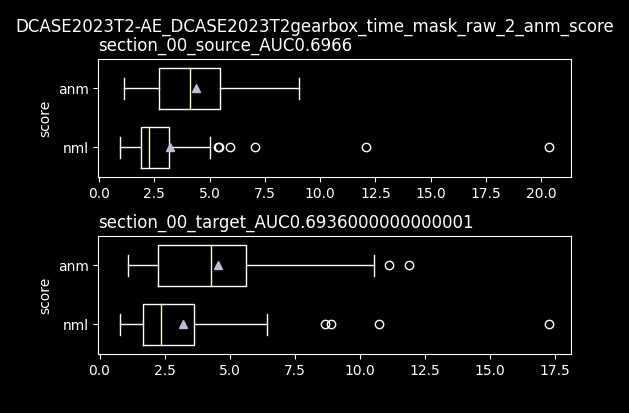 DCASE2023T2-AE_DCASE2023T2gearbox_time_mask_raw_2_anm_score
section_00_source_AUC0.6966
anm
nml
score
0.0 2.5 5.0 7.5 10.0 12.5 15.0 17.5 20.0
section_00_target_AUC0.6936000000000001
anm
nml
score
0.0 2.5 5.0 7.5 10.0 12.5 15.0 17.5